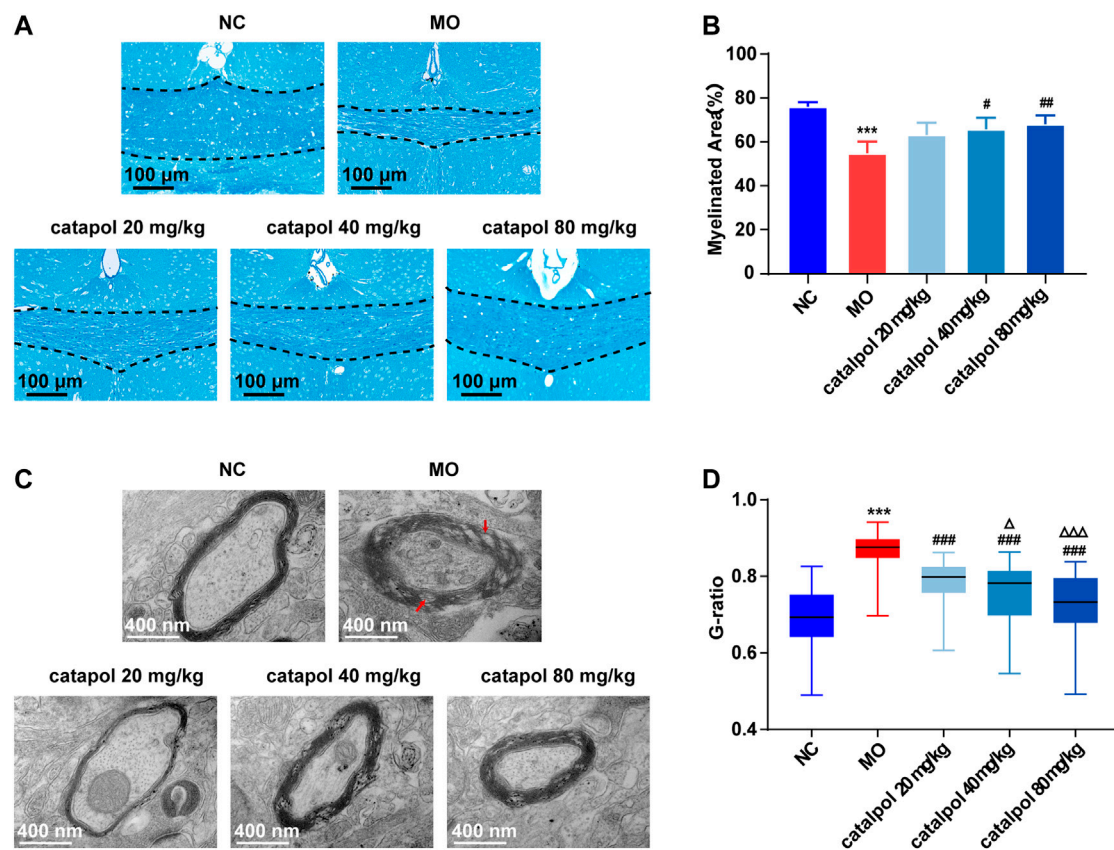 A
NC
MO
100 µm
100 µm
catapol 20 mg/kg
catapol 40 mg/kg
catapol 80 mg/kg
100 µm
100 µm
100 µm
B
Myelinated Area(%)
100
80
60
40
20
0
***
#
##
NC
MO
catapol 20 mg/kg
catalpol 40 mg/kg
catalpol 80 mg/kg
C
NC
MO
400 nm
400 nm
catapol 20 mg/kg
catapol 40 mg/kg
catapol 80 mg/kg
400 nm
400 nm
400 nm
D
G-ratio
1.0
0.8
0.6
0.4
***
###
Δ
###
ΔΔΔ
###
NC
MO
catalpol 20 mg/kg
catalpol 40 mg/kg
catalpol 80 mg/kg